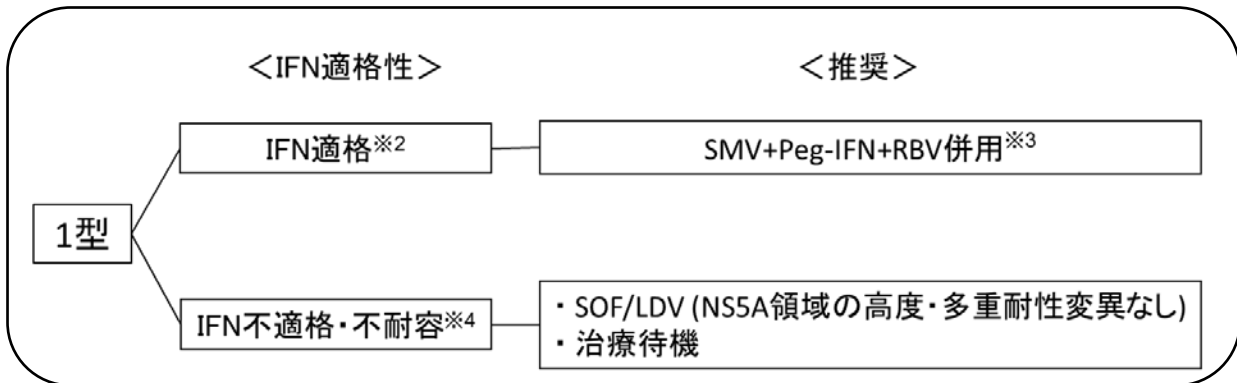 ＜IFN適格性＞
＜推奨＞
IFN適格※2
SMV+Peg-IFN+RBV併用※3
1型
IFN不適格・不耐容※4
・SOF/LDV (NS5A領域の高度・多重耐性変異なし)
・治療待機